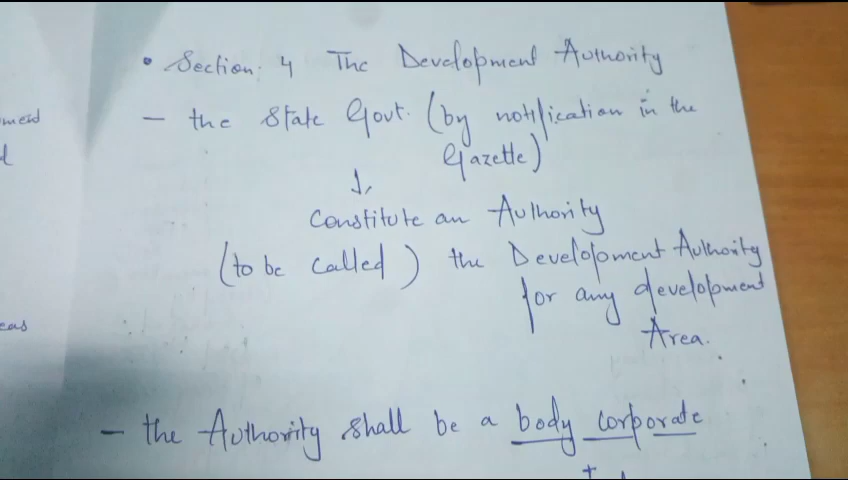 • Section: 4 The Development Authority
- the State Govt. (by notification in the
Gazette)
↓
Constitute an Authority
(to be called) the Development Authority
for any development
Area.
- the Authority shall be a body corporate
+
eas